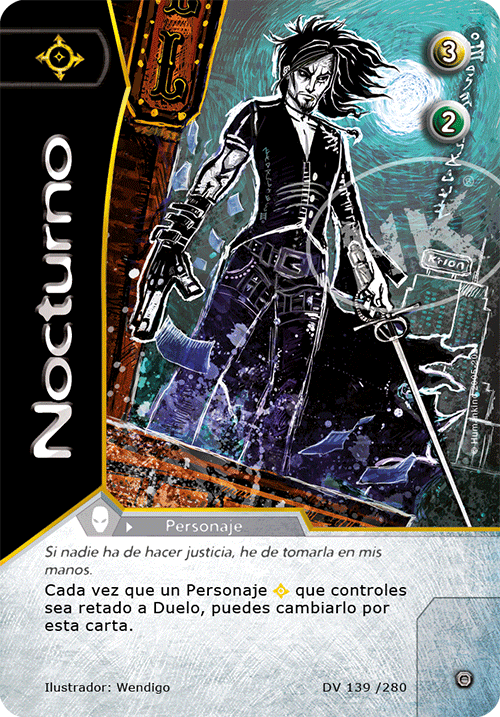 3
2
Nocturno
K-ION
Personaje
Si nadie ha de hacer justicia, he de tomarla en mis
manos.
Cada vez que un Personaje que controles
sea retado a Duelo, puedes cambiarlo por
esta carta.
Ilustrador: Wendigo
DV 139 /280